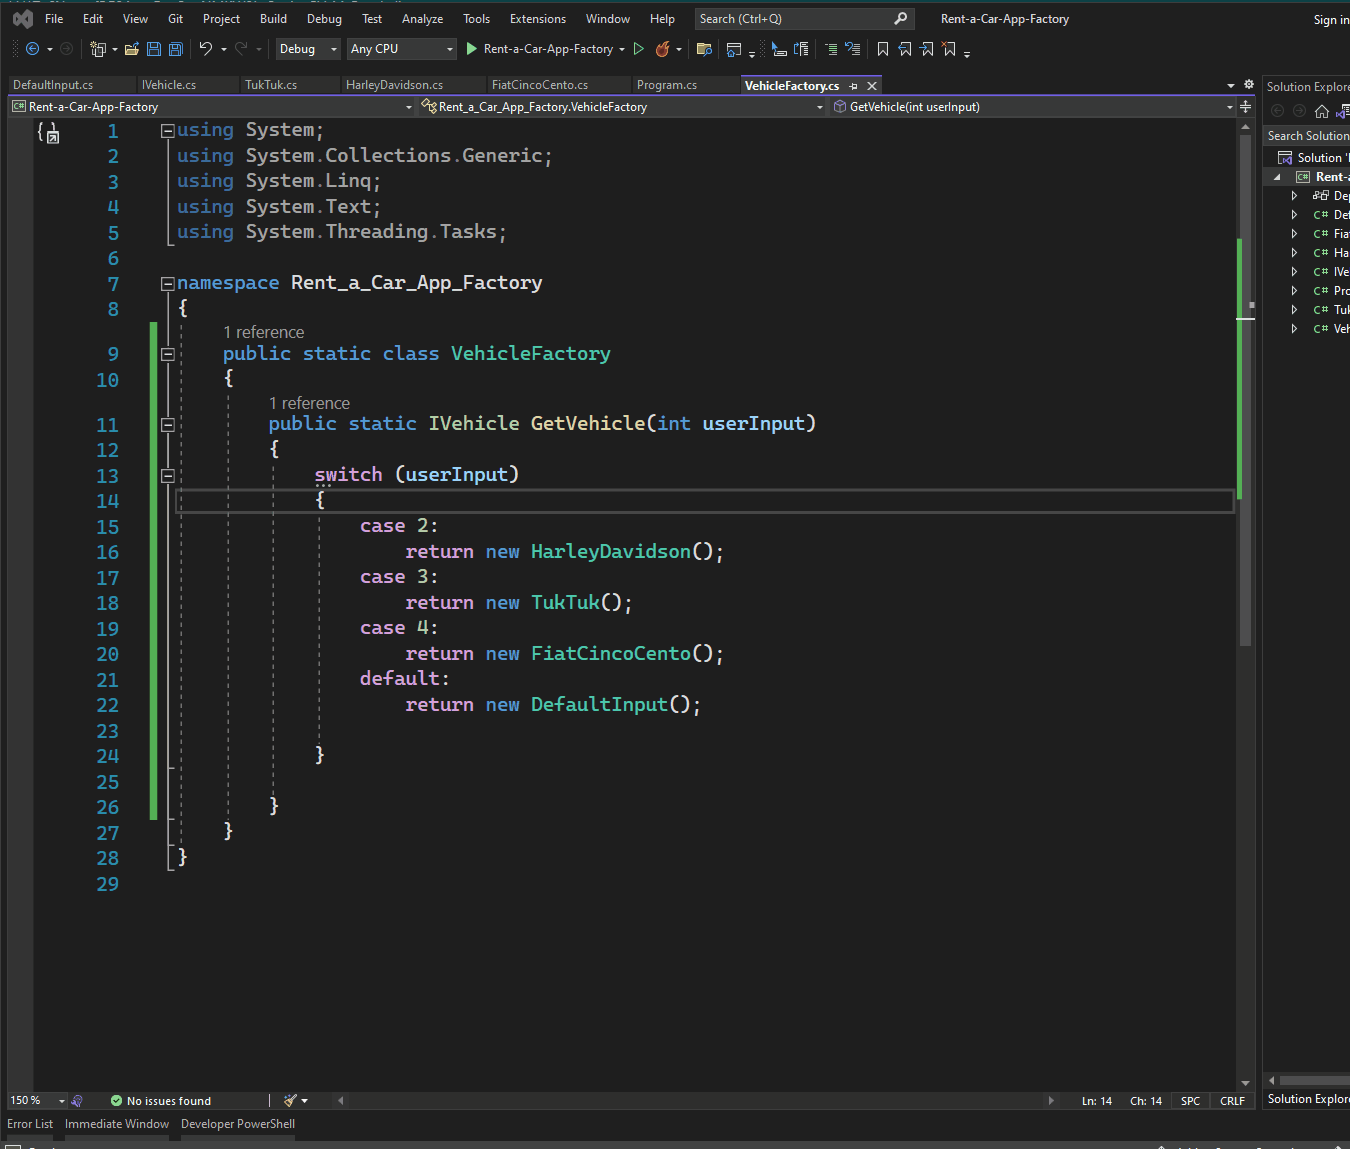 File Edit View Git Project Build Debug Test Analyze Tools Extensions Window Help Search (Ctrl+Q) Rent-a-Car-App-Factory Sign in
Debug Any CPU Rent-a-Car-App-Factory
DefaultInput.cs IVehicle.cs TukTuk.cs HarleyDavidson.cs FiatCincoCento.cs Program.cs VehicleFactory.cs
Rent-a-Car-App-Factory Rent_a_Car_App_Factory.VehicleFactory GetVehicle(int userInput)
1 using System;
2 using System.Collections.Generic;
3 using System.Linq;
4 using System.Text;
5 using System.Threading.Tasks;
6
7 namespace Rent_a_Car_App_Factory
8 {
1 reference
9 public static class VehicleFactory
10 {
1 reference
11 public static IVehicle GetVehicle(int userInput)
12 {
13 switch (userInput)
14 {
15 case 2:
16 return new HarleyDavidson();
17 case 3:
18 return new TukTuk();
19 case 4:
20 return new FiatCincoCento();
21 default:
22 return new DefaultInput();
23
24 }
25
26 }
27 }
28 }
29
150 % No issues found Ln: 14 Ch: 14 SPC CRLF
Error List Immediate Window Developer PowerShell
Solution Explore
Search Solution
Solution '
Rent-a
De
Def
Fia
Ha
IVe
Pro
Tuk
Veh
Solution Explore